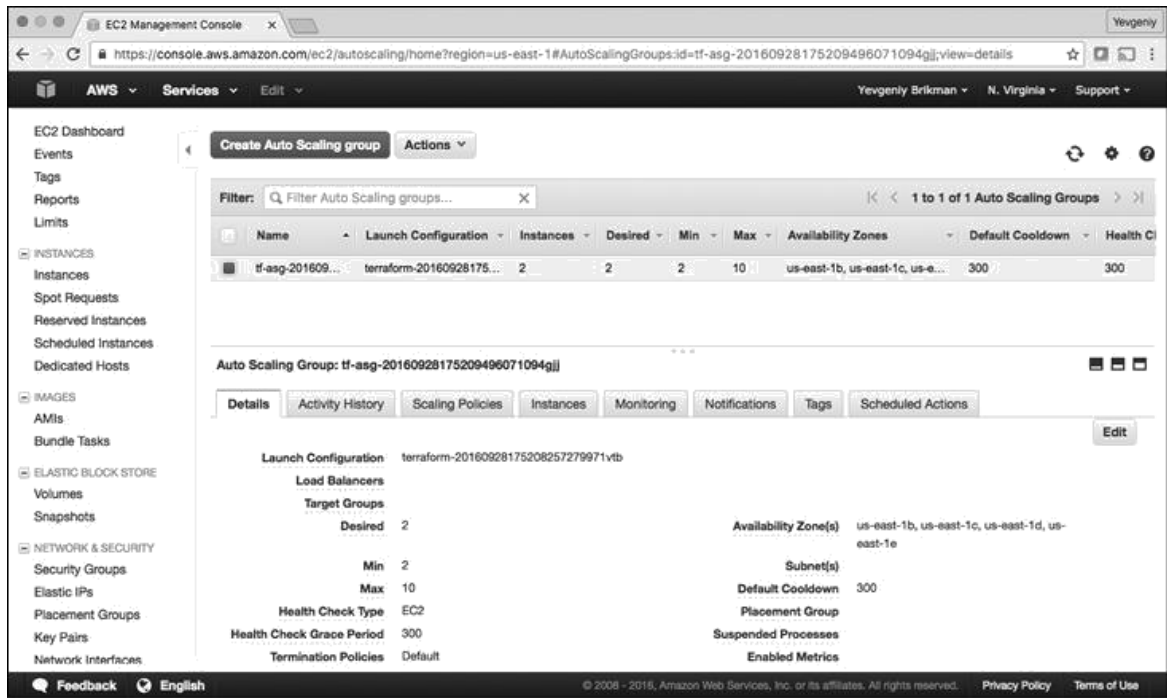 EC2 Management Console
Yevgeniy
https://console.aws.amazon.com/ec2/autoscaling/home?region=us-east-1#AutoScalingGroups:id=tf-asg-20160928175209496071094gjj;view=details
AWS Services Edit Yevgeniy Brikman N. Virginia Support
EC2 Dashboard
Events
Tags
Reports
Limits
INSTANCES
Instances
Spot Requests
Reserved Instances
Scheduled Instances
Dedicated Hosts
IMAGES
AMIs
Bundle Tasks
ELASTIC BLOCK STORE
Volumes
Snapshots
NETWORK & SECURITY
Security Groups
Elastic IPs
Placement Groups
Key Pairs
Network Interfaces
Create Auto Scaling group Actions
Filter: Filter Auto Scaling groups... 1 to 1 of 1 Auto Scaling Groups
Name Launch Configuration Instances Desired Min Max Availability Zones Default Cooldown Health C
tf-asg-201609... terraform-20160928175... 2 2 2 10 us-east-1b, us-east-1c, us-e... 300 300
Auto Scaling Group: tf-asg-20160928175209496071094gjj
Details Activity History Scaling Policies Instances Monitoring Notifications Tags Scheduled Actions
Edit
Launch Configuration terraform-20160928175208257279971vtb
Load Balancers
Target Groups
Desired 2 Availability Zone(s) us-east-1b, us-east-1c, us-east-1d, us-
east-1e
Min 2 Subnet(s)
Max 10 Default Cooldown 300
Health Check Type EC2 Placement Group
Health Check Grace Period 300 Suspended Processes
Termination Policies Default Enabled Metrics
Feedback English © 2008 - 2016, Amazon Web Services, Inc. or its affiliates. All rights reserved. Privacy Policy Terms of Use